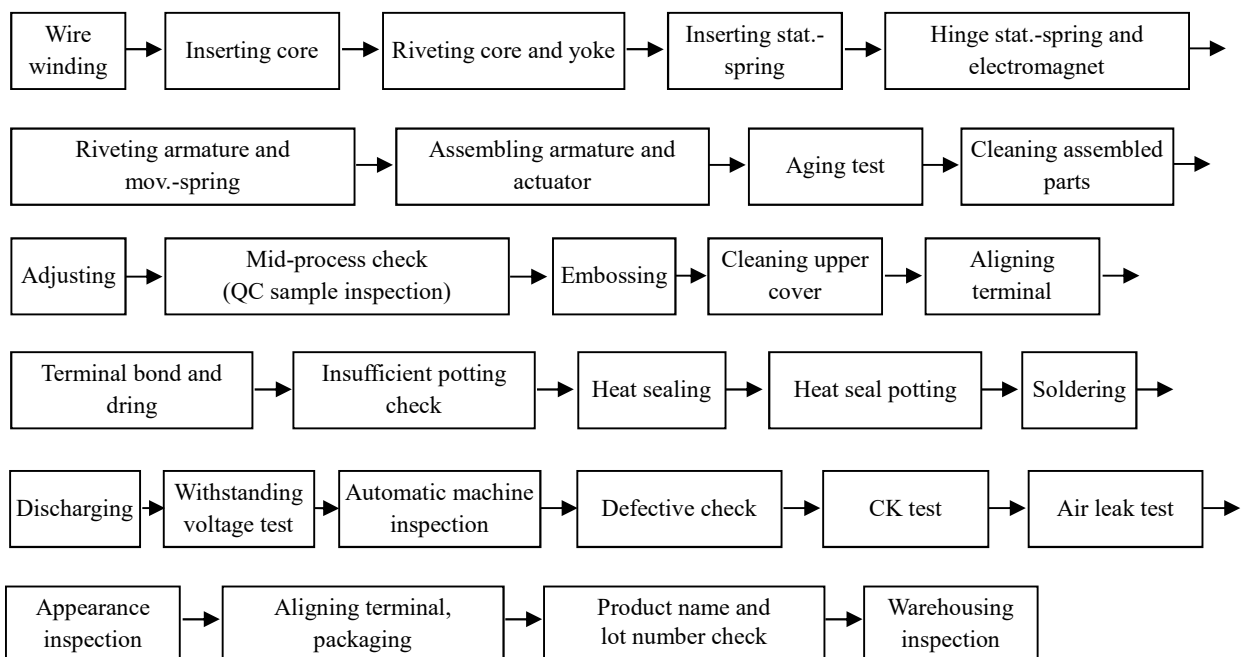 Wire
winding
Inserting core
Riveting core and yoke
Inserting stat.-
spring
Hinge stat.-spring and
electromagnet
Riveting armature and
mov.-spring
Assembling armature and
actuator
Aging test
Cleaning assembled
parts
Adjusting
Mid-process check
(QC sample inspection)
Embossing
Cleaning upper
cover
Aligning
terminal
Terminal bond and
dring
Insufficient potting
check
Heat sealing
Heat seal potting
Soldering
Discharging
Withstanding
voltage test
Automatic machine
inspection
Defective check
CK test
Air leak test
Appearance
inspection
Aligning terminal,
packaging
Product name and
lot number check
Warehousing
inspection